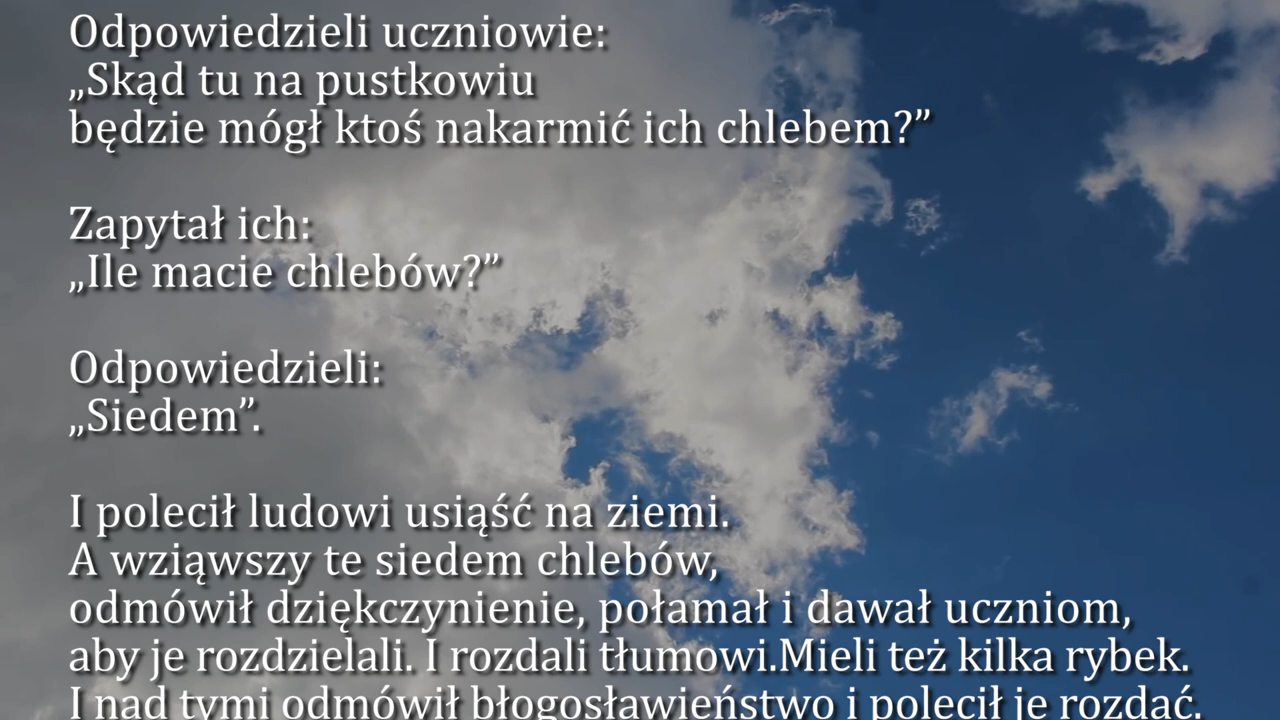 Odpowiedzieli uczniowie:
„Skąd tu na pustkowiu
będzie mógł ktoś nakarmić ich chlebem?”
Zapytał ich:
„Ile macie chlebów?”
Odpowiedzieli:
„Siedem”.
I polecił ludowi usiąść na ziemi.
A wziąwszy te siedem chlebów,
odmówił dziękczynienie, połamał i dawał uczniom,
aby je rozdzielali. I rozdali tłumowi.Mieli też kilka rybek.
I nad tymi odmówił błogosławieństwo i polecił je rozdać.